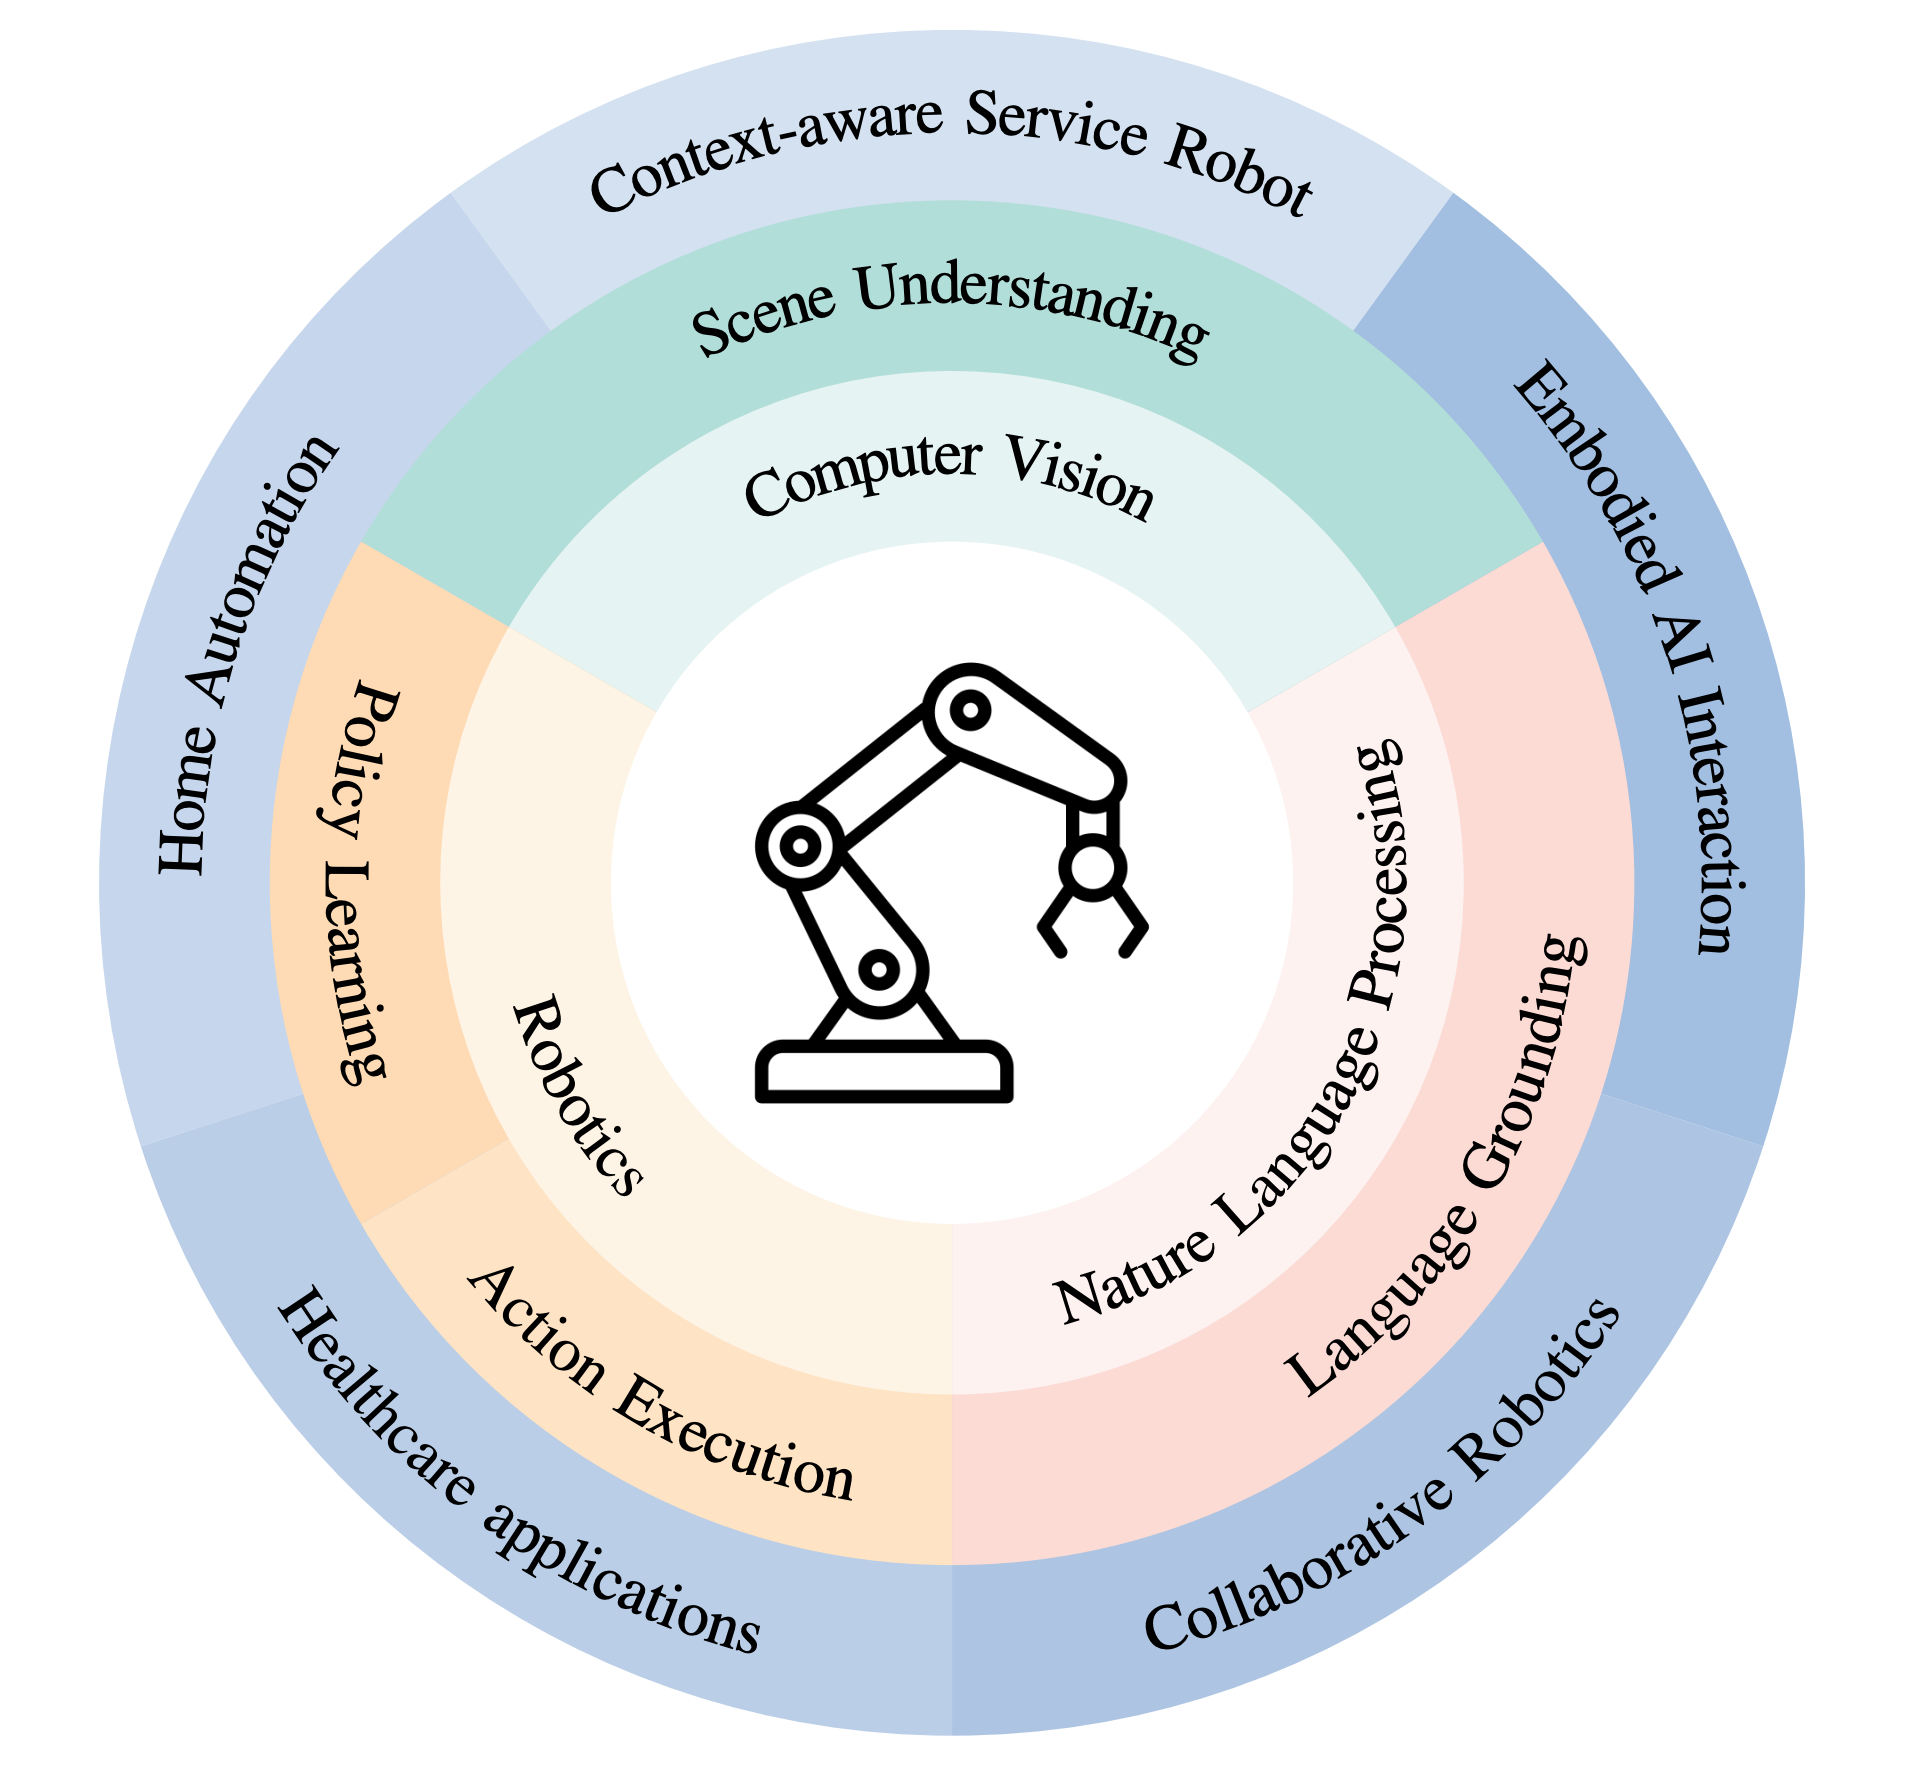 Context-aware Service Robot
Scene Understanding
Computer Vision
Embodied AI Interaction
Home Automation
Policy Learning
Robotics
Nature Language Processing
Language Grounding
Action Execution
Healthcare applications
Collaborative Robotics